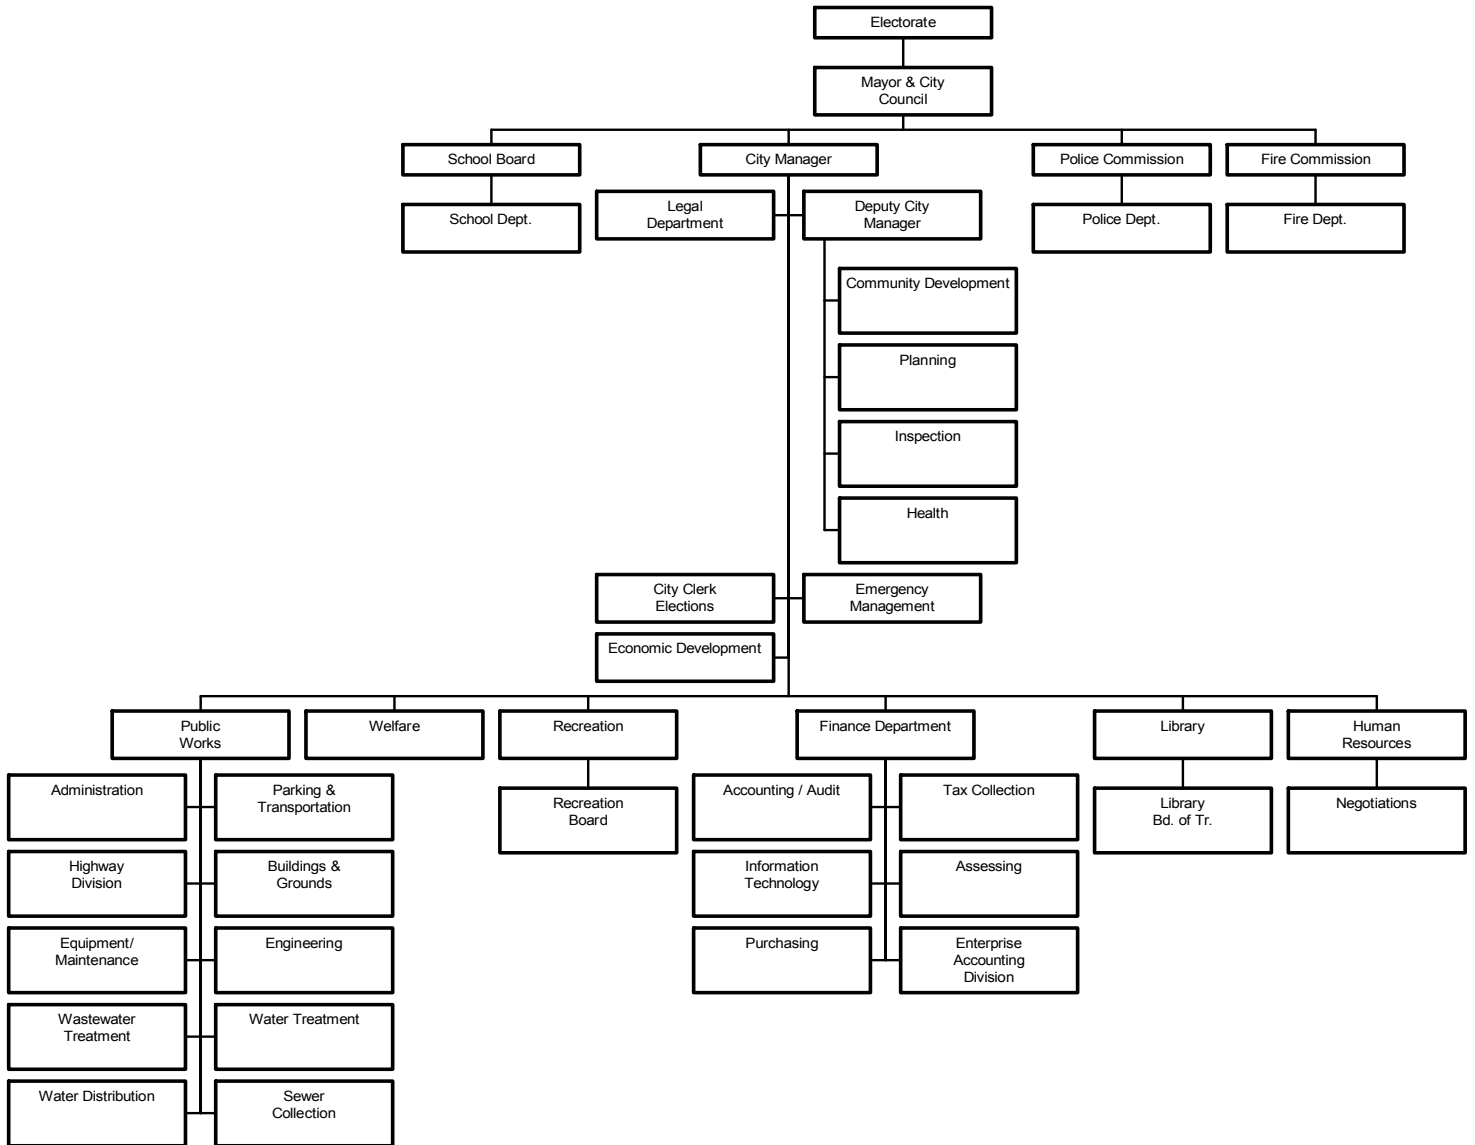 Electorate
Mayor & City
Council
School Board
City Manager
Police Commission
Fire Commission
School Dept.
Legal
Department
Deputy City
Manager
Police Dept.
Fire Dept.
Community Development
Planning
Inspection
Health
City Clerk
Elections
Emergency
Management
Economic Development
Public
Works
Welfare
Recreation
Finance Department
Library
Human
Resources
Administration
Parking &
Transportation
Recreation
Board
Accounting / Audit
Tax Collection
Library
Bd. of Tr.
Negotiations
Highway
Division
Buildings &
Grounds
Information
Technology
Assessing
Equipment/
Maintenance
Engineering
Purchasing
Enterprise
Accounting
Division
Wastewater
Treatment
Water Treatment
Water Distribution
Sewer
Collection